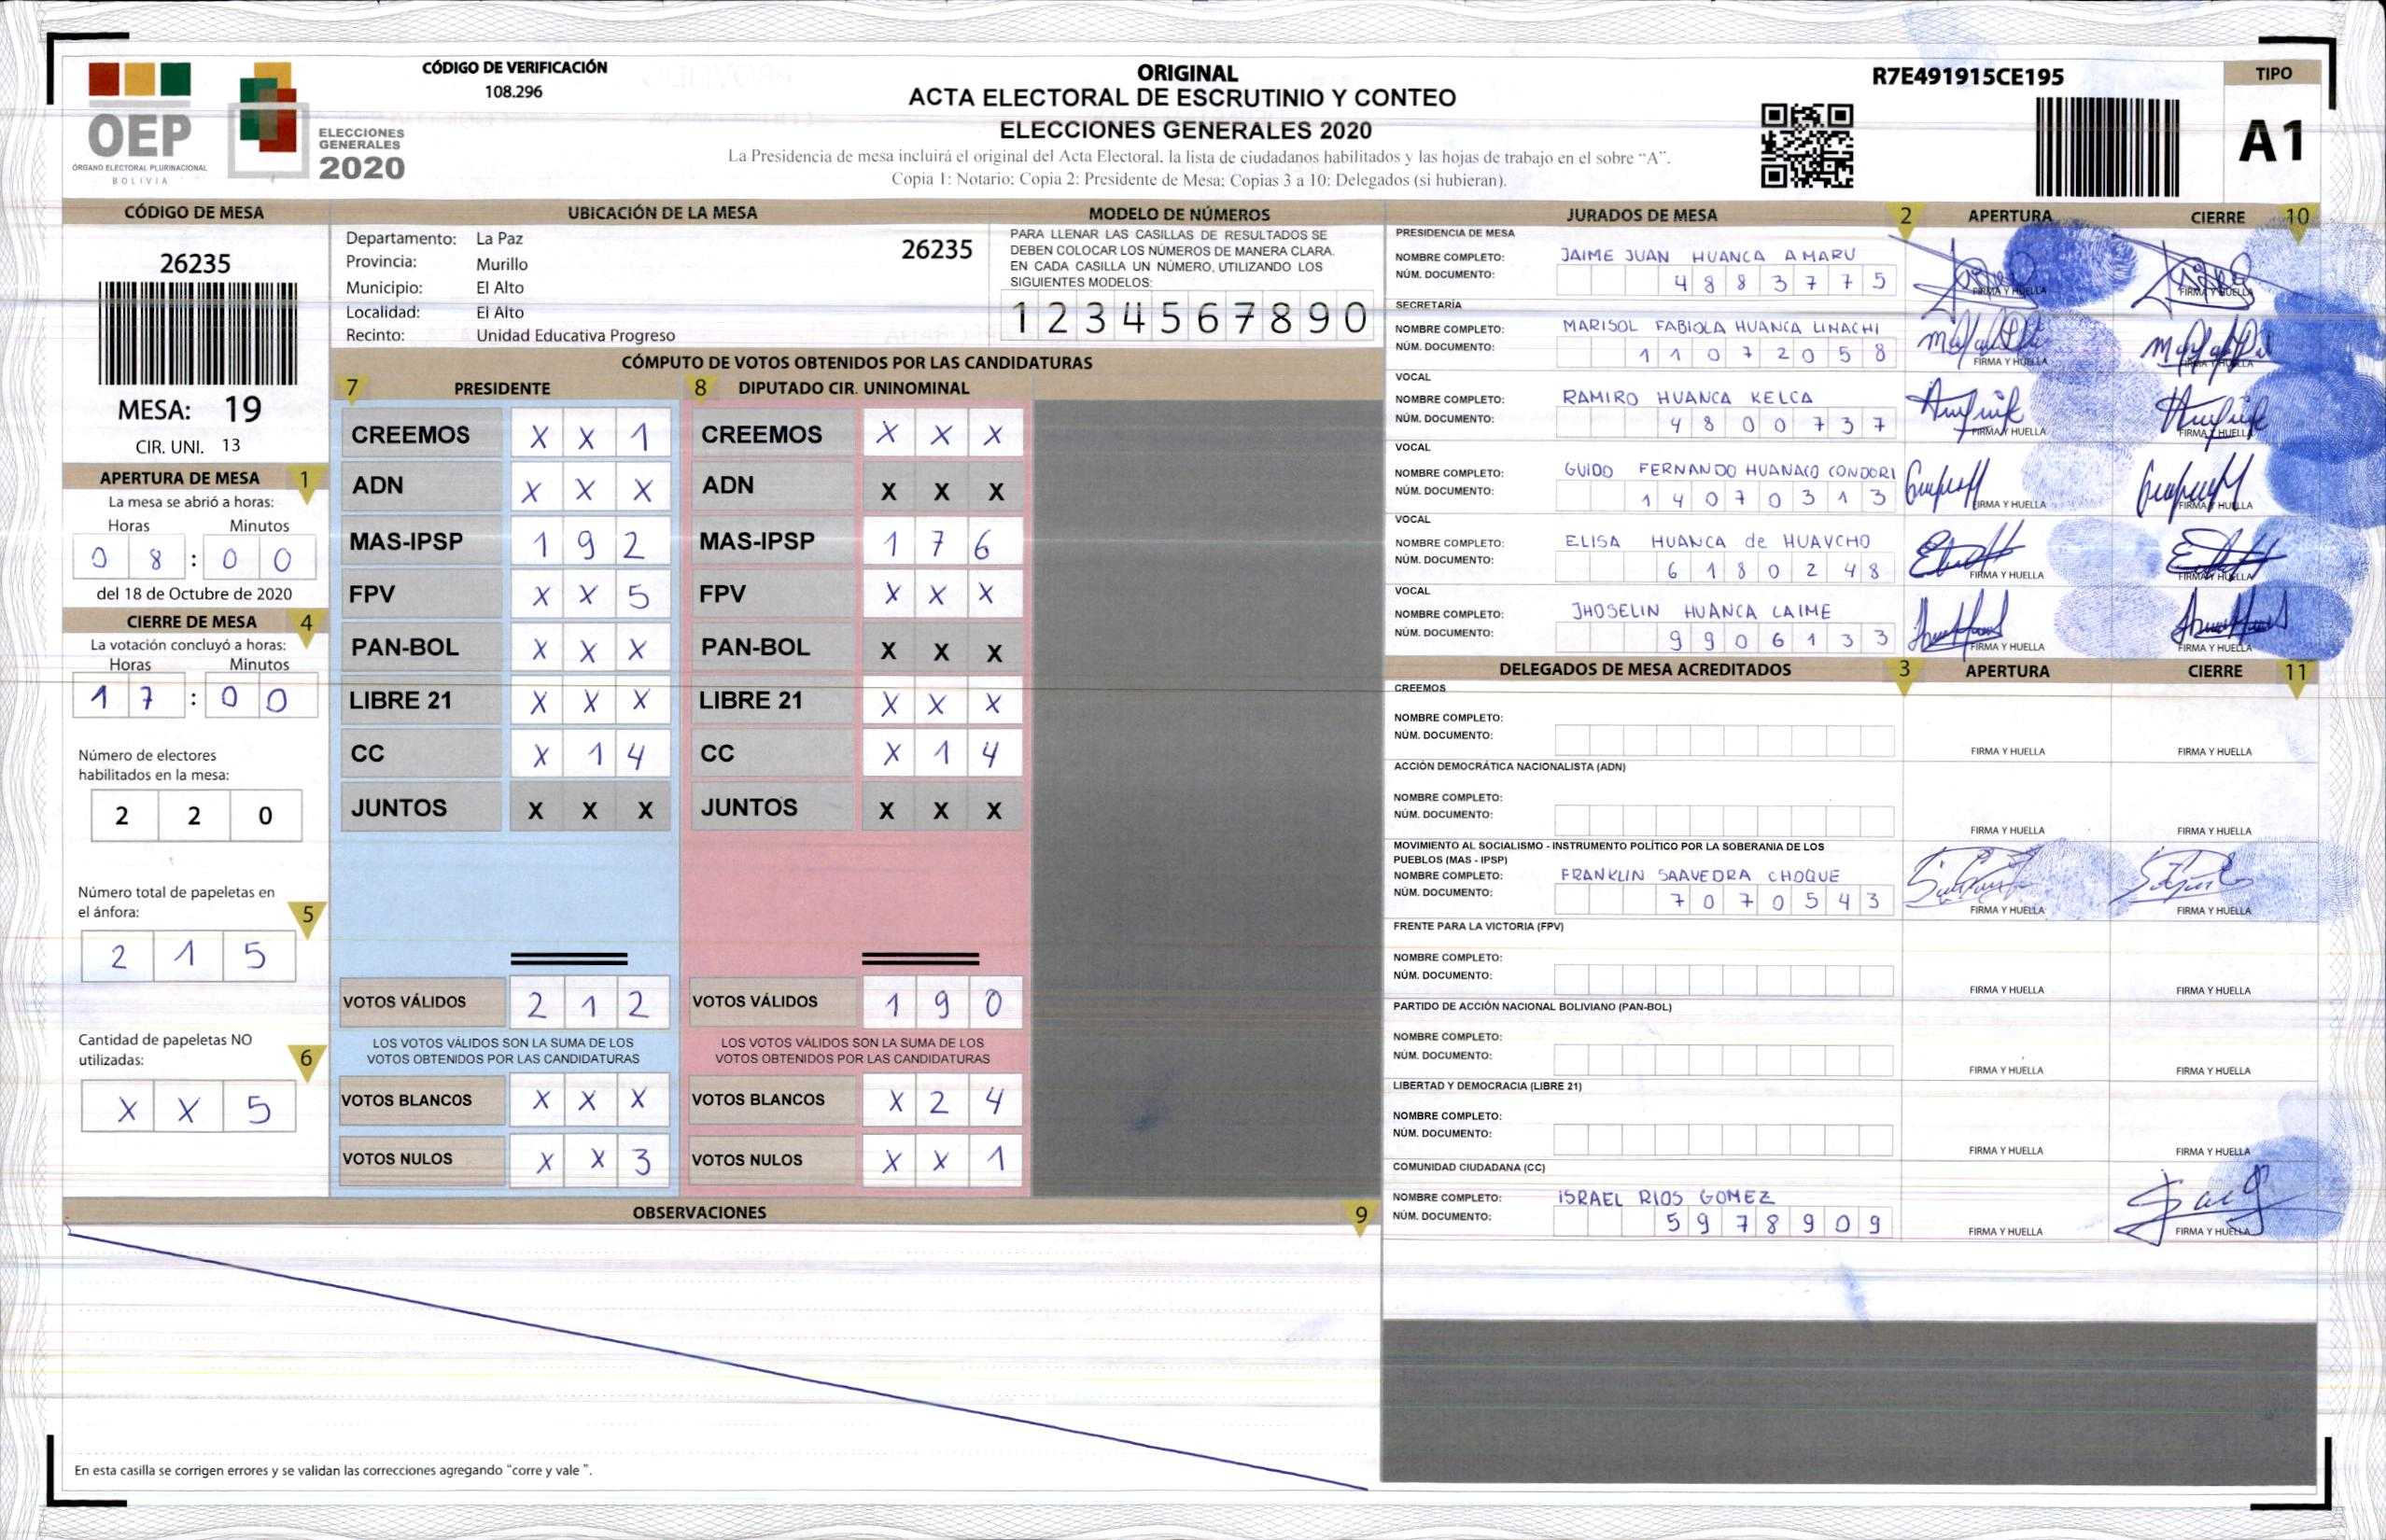 OEP
ÓRGANO ELECTORAL PLURINACIONAL
BOLIVIA
ELECCIONES
GENERALES
2020
CÓDIGO DE VERIFICACIÓN
108.296
ORIGINAL
ACTA ELECTORAL DE ESCRUTINIO Y CONTEO
ELECCIONES GENERALES 2020
La Presidencia de mesa incluirá el original del Acta Electoral, la lista de ciudadanos habilitados y las hojas de trabajo en el sobre “A”.
Copia 1: Notario; Copia 2: Presidente de Mesa; Copias 3 a 10: Delegados (si hubieran).
R7E491915CE195
TIPO
A1
CÓDIGO DE MESA
26235
MESA: 19
CIR. UNI. 13
APERTURA DE MESA 1
La mesa se abrió a horas:
Horas Minutos
0 8 : 0 0
del 18 de Octubre de 2020
CIERRE DE MESA 4
La votación concluyó a horas:
Horas Minutos
1 7 : 0 0
Número de electores
habilitados en la mesa:
2 2 0
Número total de papeletas en
el ánfora: 5
2 1 5
Cantidad de papeletas NO
utilizadas: 6
X X 5
UBICACIÓN DE LA MESA
Departamento: La Paz
Provincia: Murillo
Municipio: El Alto
Localidad: El Alto
Recinto: Unidad Educativa Progreso
26235
MODELO DE NÚMEROS
PARA LLENAR LAS CASILLAS DE RESULTADOS SE
DEBEN COLOCAR LOS NÚMEROS DE MANERA CLARA.
EN CADA CASILLA UN NÚMERO, UTILIZANDO LOS
SIGUIENTES MODELOS:
1 2 3 4 5 6 7 8 9 0
CÓMPUTO DE VOTOS OBTENIDOS POR LAS CANDIDATURAS
7 PRESIDENTE
CREEMOS X X 1
ADN X X X
MAS-IPSP 1 9 2
FPV X X 5
PAN-BOL X X X
LIBRE 21 X X X
CC X 1 4
JUNTOS X X X
VOTOS VÁLIDOS 2 1 2
LOS VOTOS VÁLIDOS SON LA SUMA DE LOS
VOTOS OBTENIDOS POR LAS CANDIDATURAS
VOTOS BLANCOS X X X
VOTOS NULOS X X 3
8 DIPUTADO CIR. UNINOMINAL
CREEMOS X X X
ADN X X X
MAS-IPSP 1 7 6
FPV X X X
PAN-BOL X X X
LIBRE 21 X X X
CC X 1 4
JUNTOS X X X
VOTOS VÁLIDOS 1 9 0
LOS VOTOS VÁLIDOS SON LA SUMA DE LOS
VOTOS OBTENIDOS POR LAS CANDIDATURAS
VOTOS BLANCOS X 2 4
VOTOS NULOS X X 1
OBSERVACIONES 9
En esta casilla se corrigen errores y se validan las correcciones agregando “corre y vale ”.
JURADOS DE MESA 2 APERTURA CIERRE 10
PRESIDENCIA DE MESA
NOMBRE COMPLETO: JAIME JUAN HUANCA AMARU
NÚM. DOCUMENTO: 4 8 8 3 7 7 5
FIRMA Y HUELLA FIRMA Y HUELLA
SECRETARÍA
NOMBRE COMPLETO: MARISOL FABIOLA HUANCA LIMACHI
NÚM. DOCUMENTO: 1 1 0 7 2 0 5 8
FIRMA Y HUELLA FIRMA Y HUELLA
VOCAL
NOMBRE COMPLETO: RAMIRO HUANCA KELCA
NÚM. DOCUMENTO: 4 8 0 0 7 3 7
FIRMA Y HUELLA FIRMA Y HUELLA
VOCAL
NOMBRE COMPLETO: GUIDO FERNANDO HUANACO CONDORI
NÚM. DOCUMENTO: 1 4 0 7 0 3 1 3
FIRMA Y HUELLA FIRMA Y HUELLA
VOCAL
NOMBRE COMPLETO: ELISA HUANCA de HUAYCHO
NÚM. DOCUMENTO: 6 1 8 0 2 4 8
FIRMA Y HUELLA FIRMA Y HUELLA
VOCAL
NOMBRE COMPLETO: JHOSELIN HUANCA LAIME
NÚM. DOCUMENTO: 9 9 0 6 1 3 3
FIRMA Y HUELLA FIRMA Y HUELLA
DELEGADOS DE MESA ACREDITADOS 3 APERTURA CIERRE 11
CREEMOS
NOMBRE COMPLETO:
NÚM. DOCUMENTO:
FIRMA Y HUELLA FIRMA Y HUELLA
ACCIÓN DEMOCRÁTICA NACIONALISTA (ADN)
NOMBRE COMPLETO:
NÚM. DOCUMENTO:
FIRMA Y HUELLA FIRMA Y HUELLA
MOVIMIENTO AL SOCIALISMO - INSTRUMENTO POLÍTICO POR LA SOBERANIA DE LOS
PUEBLOS (MAS - IPSP)
NOMBRE COMPLETO: FRANKLIN SAAVEDRA CHOQUE
NÚM. DOCUMENTO: 7 0 7 0 5 4 3
FIRMA Y HUELLA FIRMA Y HUELLA
FRENTE PARA LA VICTORIA (FPV)
NOMBRE COMPLETO:
NÚM. DOCUMENTO:
FIRMA Y HUELLA FIRMA Y HUELLA
PARTIDO DE ACCIÓN NACIONAL BOLIVIANO (PAN-BOL)
NOMBRE COMPLETO:
NÚM. DOCUMENTO:
FIRMA Y HUELLA FIRMA Y HUELLA
LIBERTAD Y DEMOCRACIA (LIBRE 21)
NOMBRE COMPLETO:
NÚM. DOCUMENTO:
FIRMA Y HUELLA FIRMA Y HUELLA
COMUNIDAD CIUDADANA (CC)
NOMBRE COMPLETO: ISRAEL RIOS GOMEZ
NÚM. DOCUMENTO: 5 9 7 8 9 0 9
FIRMA Y HUELLA FIRMA Y HUELLA